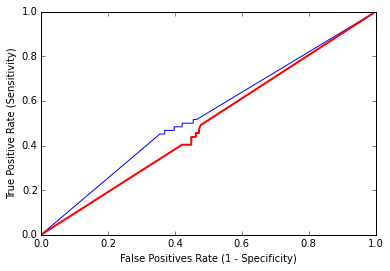 1.0
0.8
0.6
0.4
0.2
0.0
0.0 0.2 0.4 0.6 0.8 1.0
True Positive Rate (Sensitivity)
False Positives Rate (1 - Specificity)